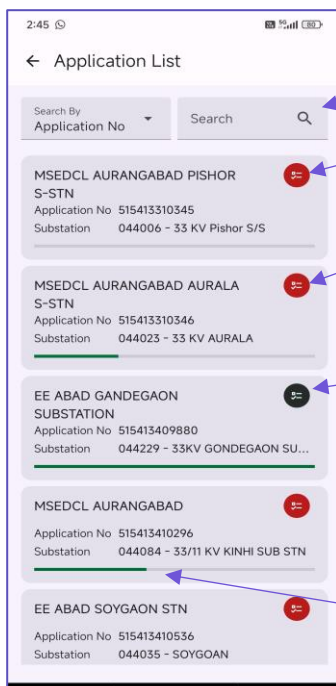 2:45
5G
80
← Application List
Search By
Application No
Search
MSEDCL AURANGABAD PISHOR
S-STN
Application No 515413310345
Substation 044006 - 33 KV Pishor S/S
MSEDCL AURANGABAD AURALA
S-STN
Application No 515413310346
Substation 044023 - 33 KV AURALA
EE ABAD GANDEGAON
SUBSTATION
Application No 515413409880
Substation 044229 - 33KV GONDEGAON SU...
MSEDCL AURANGABAD
Application No 515413410296
Substation 044084 - 33/11 KV KINHI SUB STN
EE ABAD SOYGAON STN
Application No 515413410536
Substation 044035 - SOYGOAN